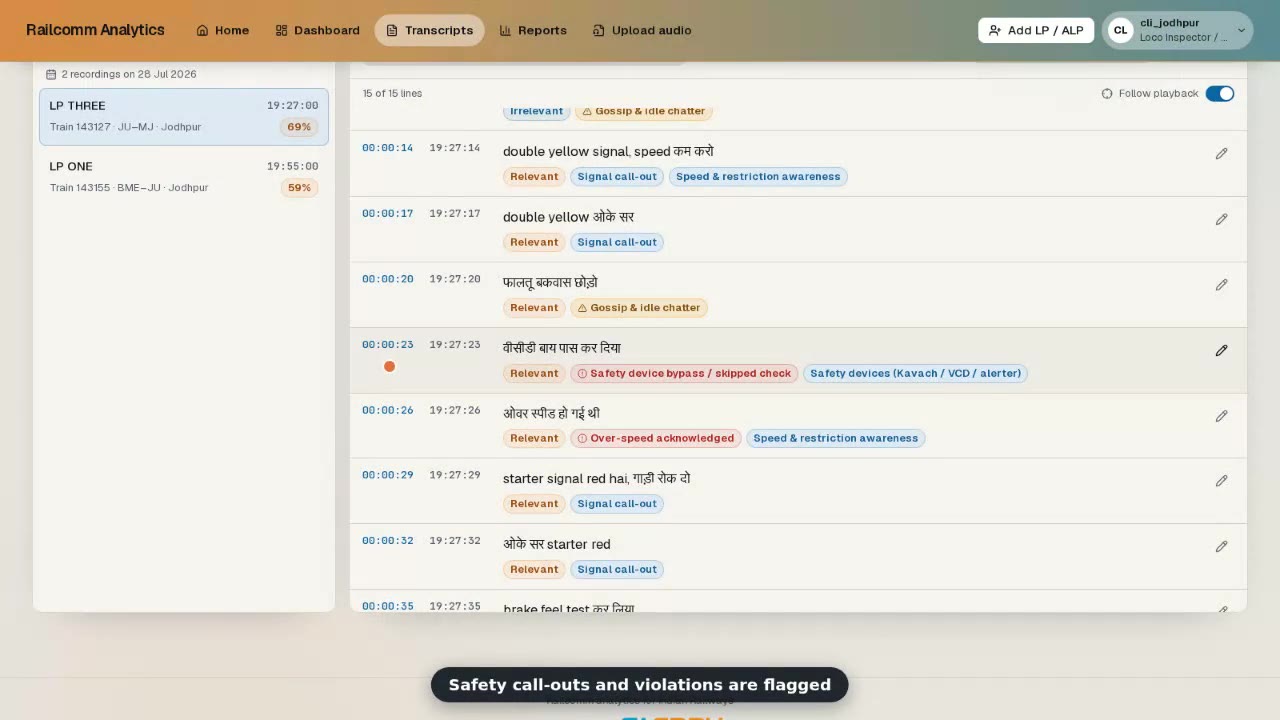 Railcomm Analytics
Home
Dashboard
Transcripts
Reports
Upload audio
Add LP / ALP
CL
cli_jodhpur
Loco Inspector / ...
2 recordings on 28 Jul 2026
LP THREE 19:27:00
Train 143127 · JU–MJ · Jodhpur 69%
LP ONE 19:55:00
Train 143155 · BME–JU · Jodhpur 59%
15 of 15 lines
Follow playback
Irrelevant Gossip & idle chatter
00:00:14 19:27:14 double yellow signal, speed कम करो
Relevant Signal call-out Speed & restriction awareness
00:00:17 19:27:17 double yellow ओके सर
Relevant Signal call-out
00:00:20 19:27:20 फालतू बकवास छोड़ो
Relevant Gossip & idle chatter
00:00:23 19:27:23 वीसीडी बाय पास कर दिया
Relevant Safety device bypass / skipped check Safety devices (Kavach / VCD / alerter)
00:00:26 19:27:26 ओवर स्पीड हो गई थी
Relevant Over-speed acknowledged Speed & restriction awareness
00:00:29 19:27:29 starter signal red hai, गाड़ी रोक दो
Relevant Signal call-out
00:00:32 19:27:32 ओके सर starter red
Relevant Signal call-out
00:00:35 19:27:35 brake feel test कर लिया
Safety call-outs and violations are flagged
Railcomm Analytics for Indian Railways